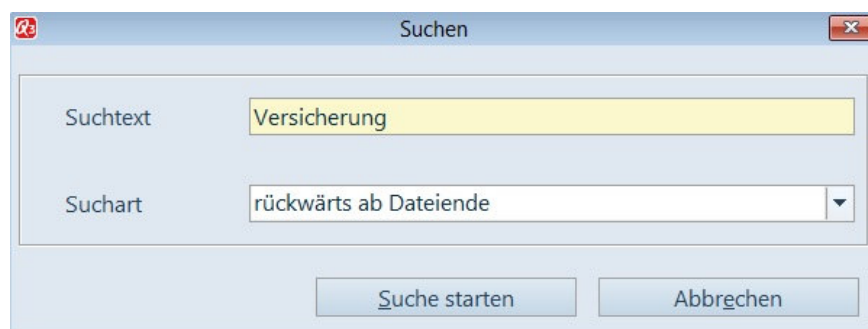 Suchen
Suchtext Versicherung
Suchart rückwärts ab Dateiende
Suche starten Abbrechen